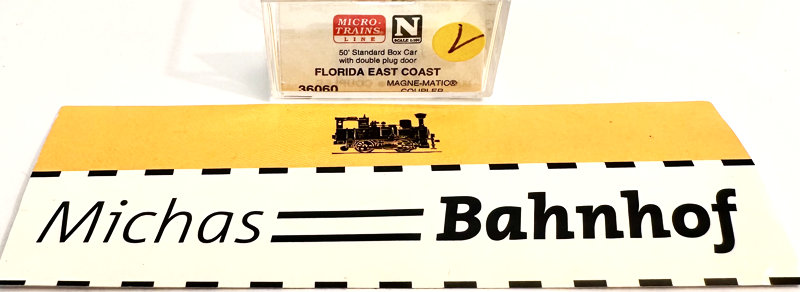 MICRO-
TRAINS®
LINE
N
SCALE 1:160
50' Standard Box Car
with double plug door
FLORIDA EAST COAST
36060
MAGNE-MATIC®
COUPLER
Michas Bahnhof